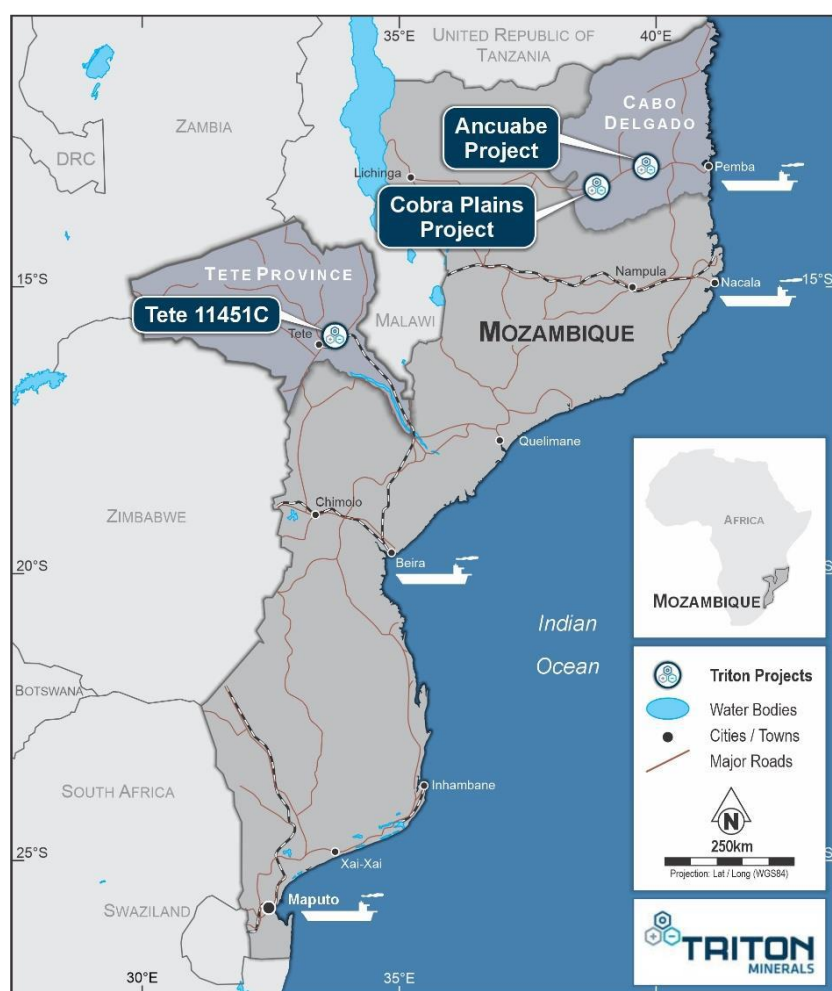 35°E
UNITED REPUBLIC OF
TANZANIA
40°E
ZAMBIA
DRC
CABO
DELGADO
Ancuabe
Project
Lichinga
Pemba
Cobra Plains
Project
TETE PROVINCE
15°S
Nampula
Nacala
15°S
Tete 11451C
Tete
MALAWI
MOZAMBIQUE
Quelimane
ZIMBABWE
Chimolo
AFRICA
MOZAMBIQUE
20°S
Beira
Indian
Ocean
BOTSWANA
Triton Projects
Water Bodies
Cities / Towns
Major Roads
SOUTH AFRICA
Inhambane
N
250km
Projection: Lat / Long (WGS84)
25°S
Xai-Xai
SWAZILAND
Maputo
TRITON
MINERALS
30°E
35°E